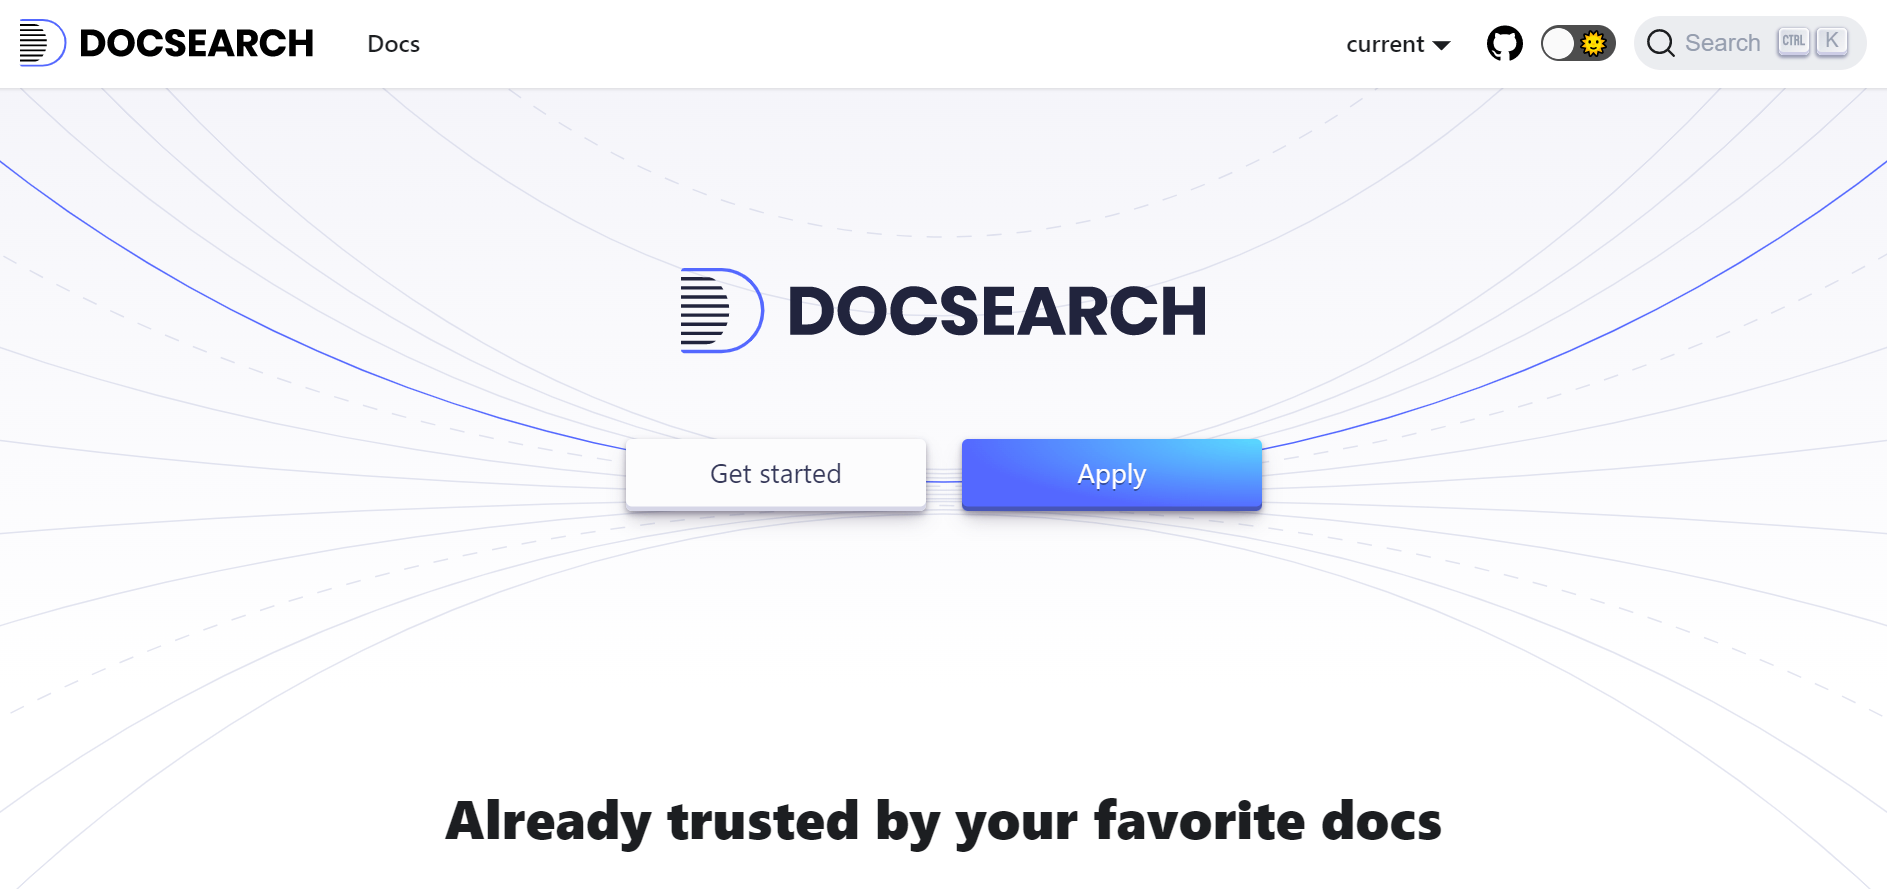 DOCSEARCH
Docs
current
Search
CTRL
K
DOCSEARCH
Get started
Apply
Already trusted by your favorite docs